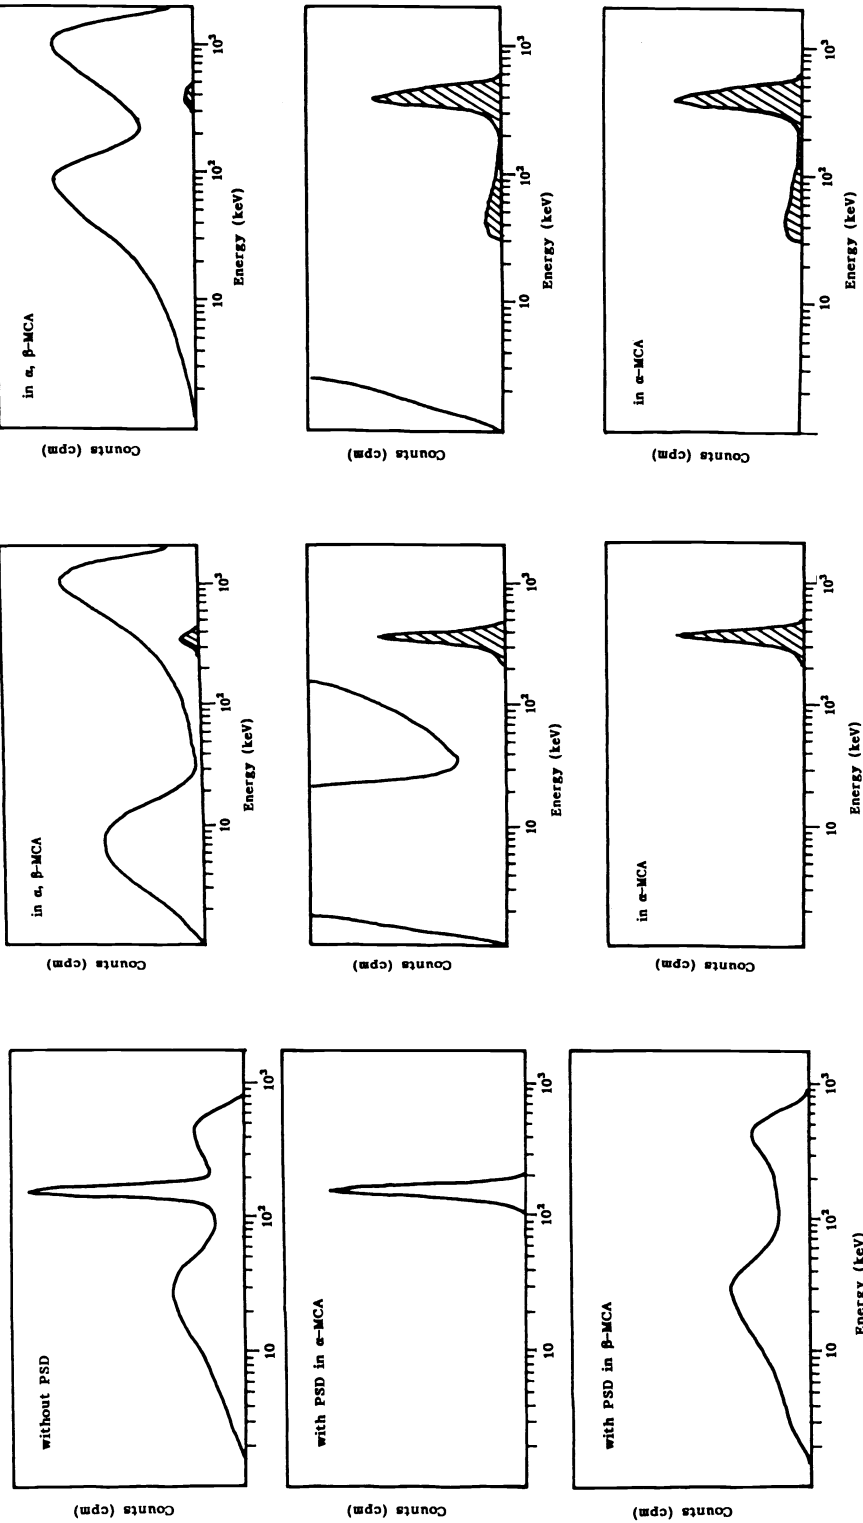 without PSD
Counts (cpm)
10 10² 10³
with PSD in α-MCA
Counts (cpm)
10 10² 10³
with PSD in β-MCA
Counts (cpm)
10 10² 10³
Energy (keV)
in α, β-MCA
Counts (cpm)
10 10² 10³
Energy (keV)
Counts (cpm)
10 10² 10³
Energy (keV)
in α-MCA
Counts (cpm)
10 10² 10³
Energy (keV)
in α, β-MCA
Counts (cpm)
10 10² 10³
Energy (keV)
Counts (cpm)
10 10² 10³
Energy (keV)
in α-MCA
Counts (cpm)
10 10² 10³
Energy (keV)